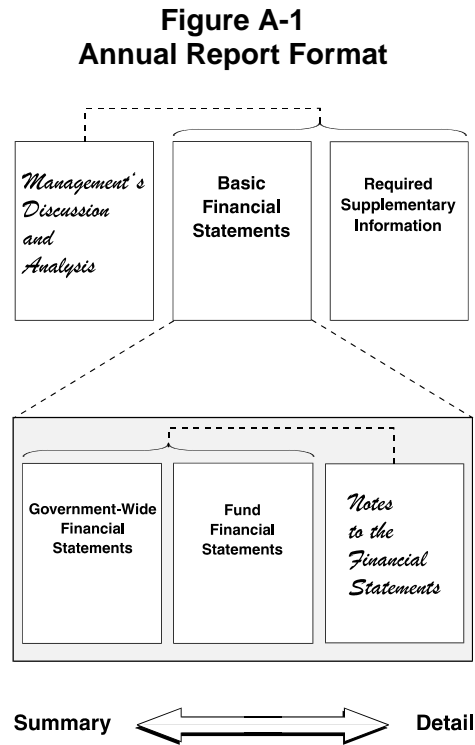 Figure A-1
Annual Report Format
Management's
Discussion
and
Analysis
Basic
Financial
Statements
Required
Supplementary
Information
Government-Wide
Financial
Statements
Fund
Financial
Statements
Notes
to the
Financial
Statements
Summary
Detail